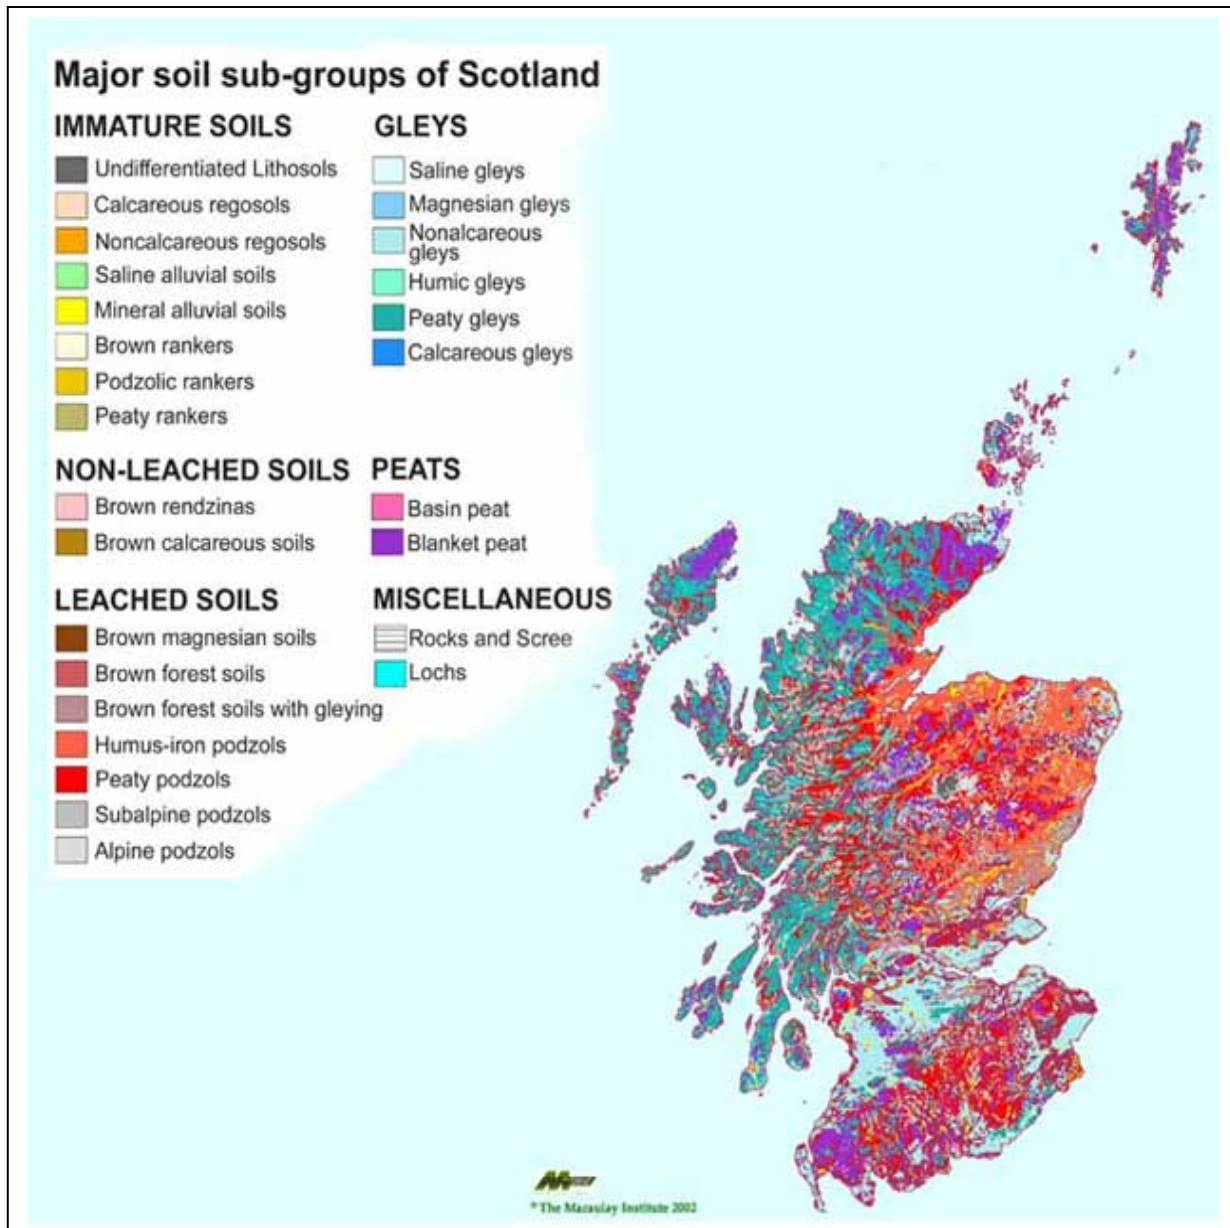 Major soil sub-groups of Scotland
IMMATURE SOILS
Undifferentiated Lithosols
Calcareous regosols
Noncalcareous regosols
Saline alluvial soils
Mineral alluvial soils
Brown rankers
Podzolic rankers
Peaty rankers
NON-LEACHED SOILS
Brown rendzinas
Brown calcareous soils
LEACHED SOILS
Brown magnesian soils
Brown forest soils
Brown forest soils with gleying
Humus-iron podzols
Peaty podzols
Subalpine podzols
Alpine podzols
GLEYS
Saline gleys
Magnesian gleys
Nonalcareous
gleys
Humic gleys
Peaty gleys
Calcareous gleys
PEATS
Basin peat
Blanket peat
MISCELLANEOUS
Rocks and Scree
Lochs
© The Macaulay Institute 2002